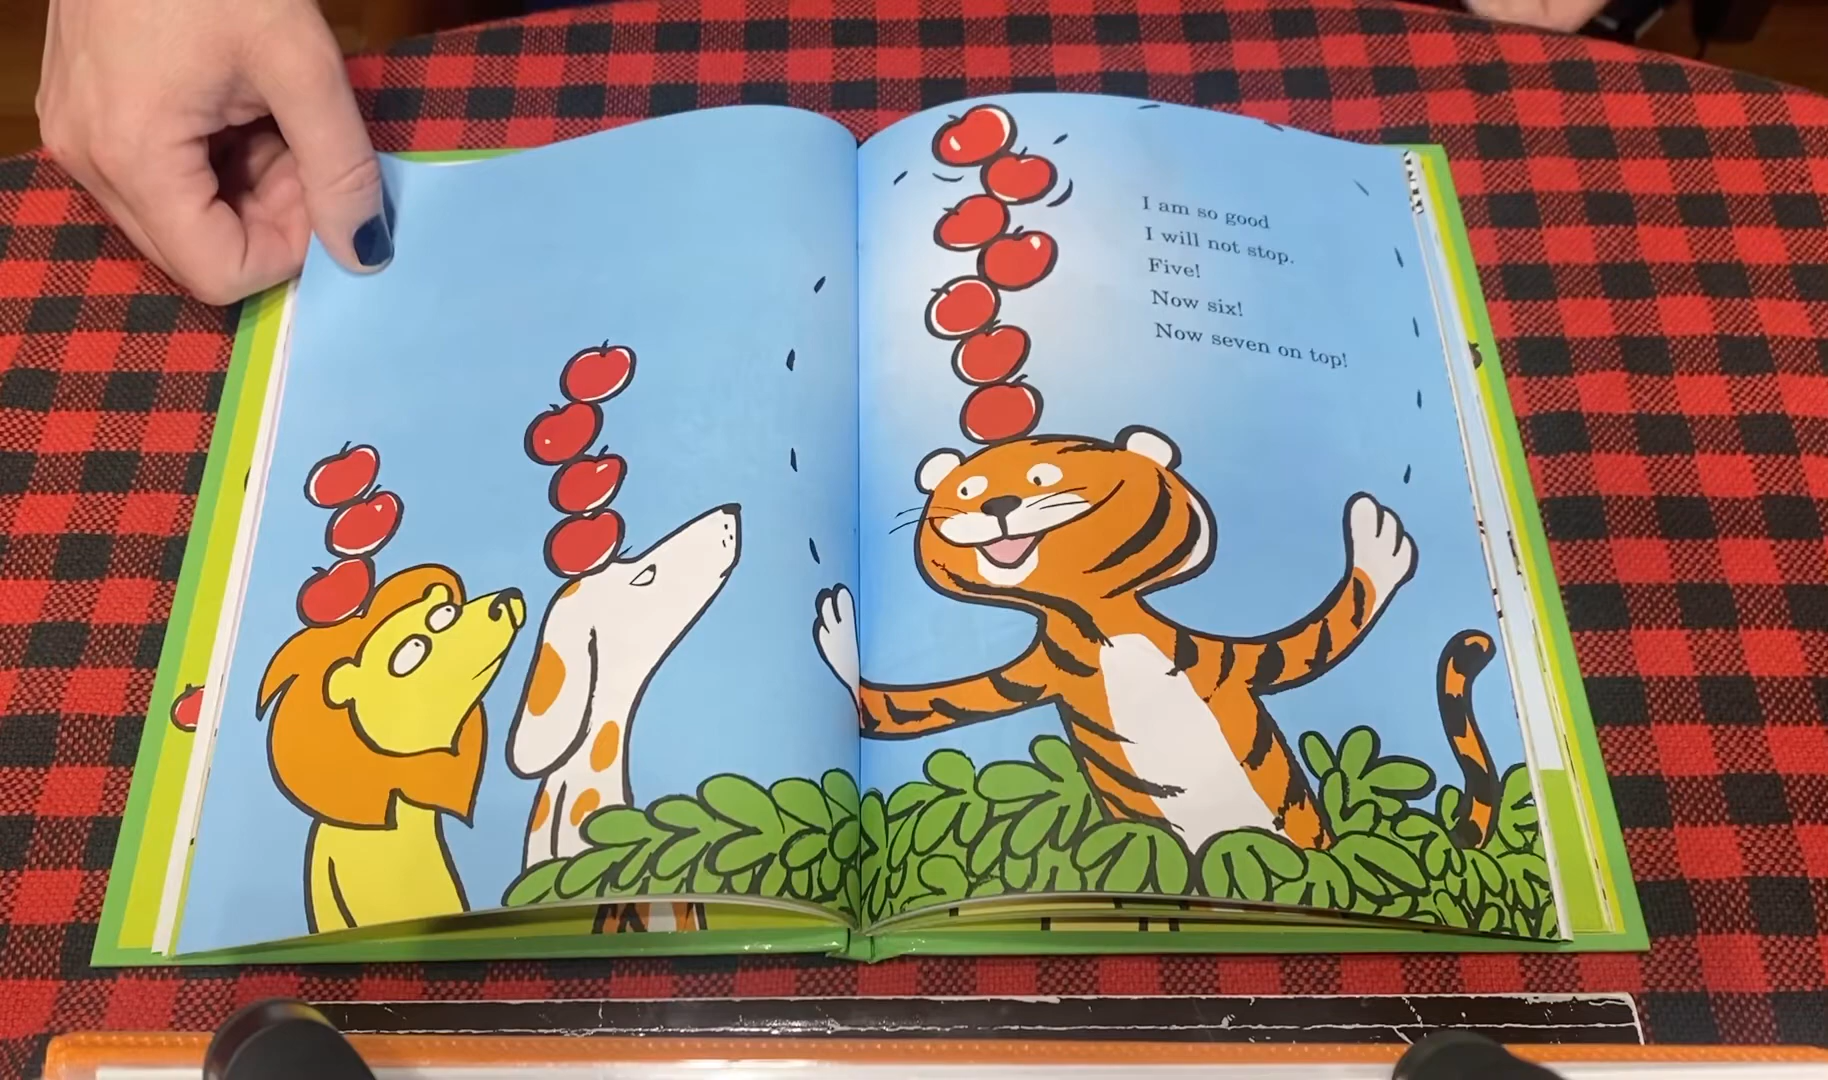 I am so good
I will not stop.
Five!
Now six!
Now seven on top!